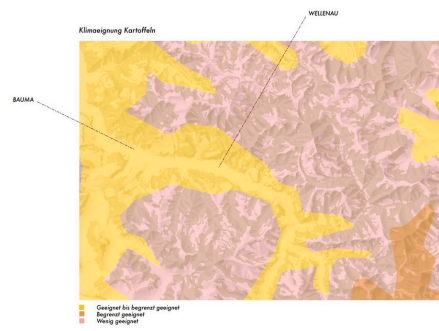 WELLENAU
Klimaeignung Kartoffeln
BAUMA
Geeignet bis begrenzt geeignet
Begrenzt geeignet
Wenig geeignet